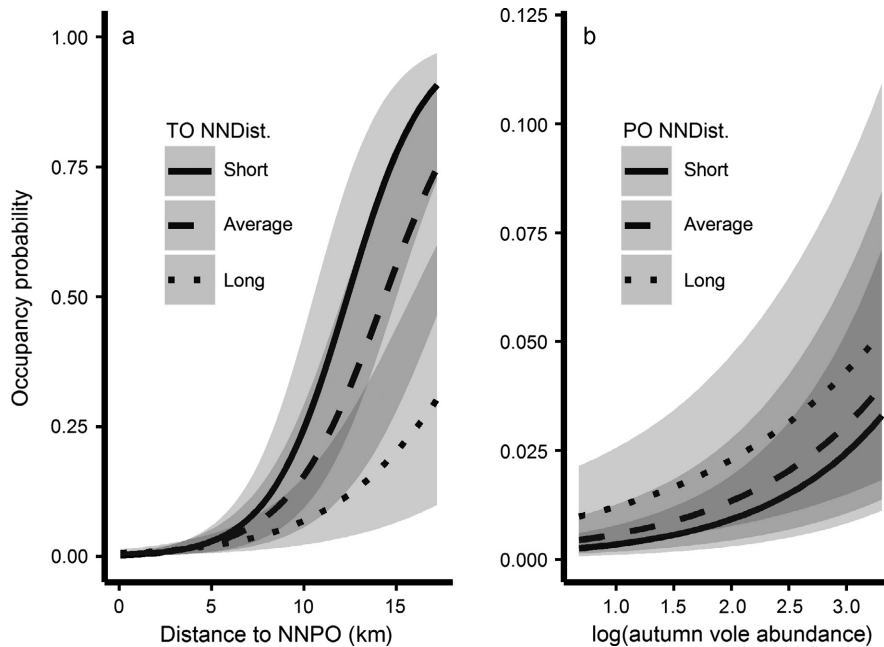 a
1.00
0.75
0.50
0.25
0.00
Occupancy probability
TO NNDist.
Short
Average
Long
0
5
10
15
Distance to NNPO (km)
b
0.125
0.100
0.075
0.050
0.025
0.000
PO NNDist.
Short
Average
Long
1.0
1.5
2.0
2.5
3.0
log(autumn vole abundance)